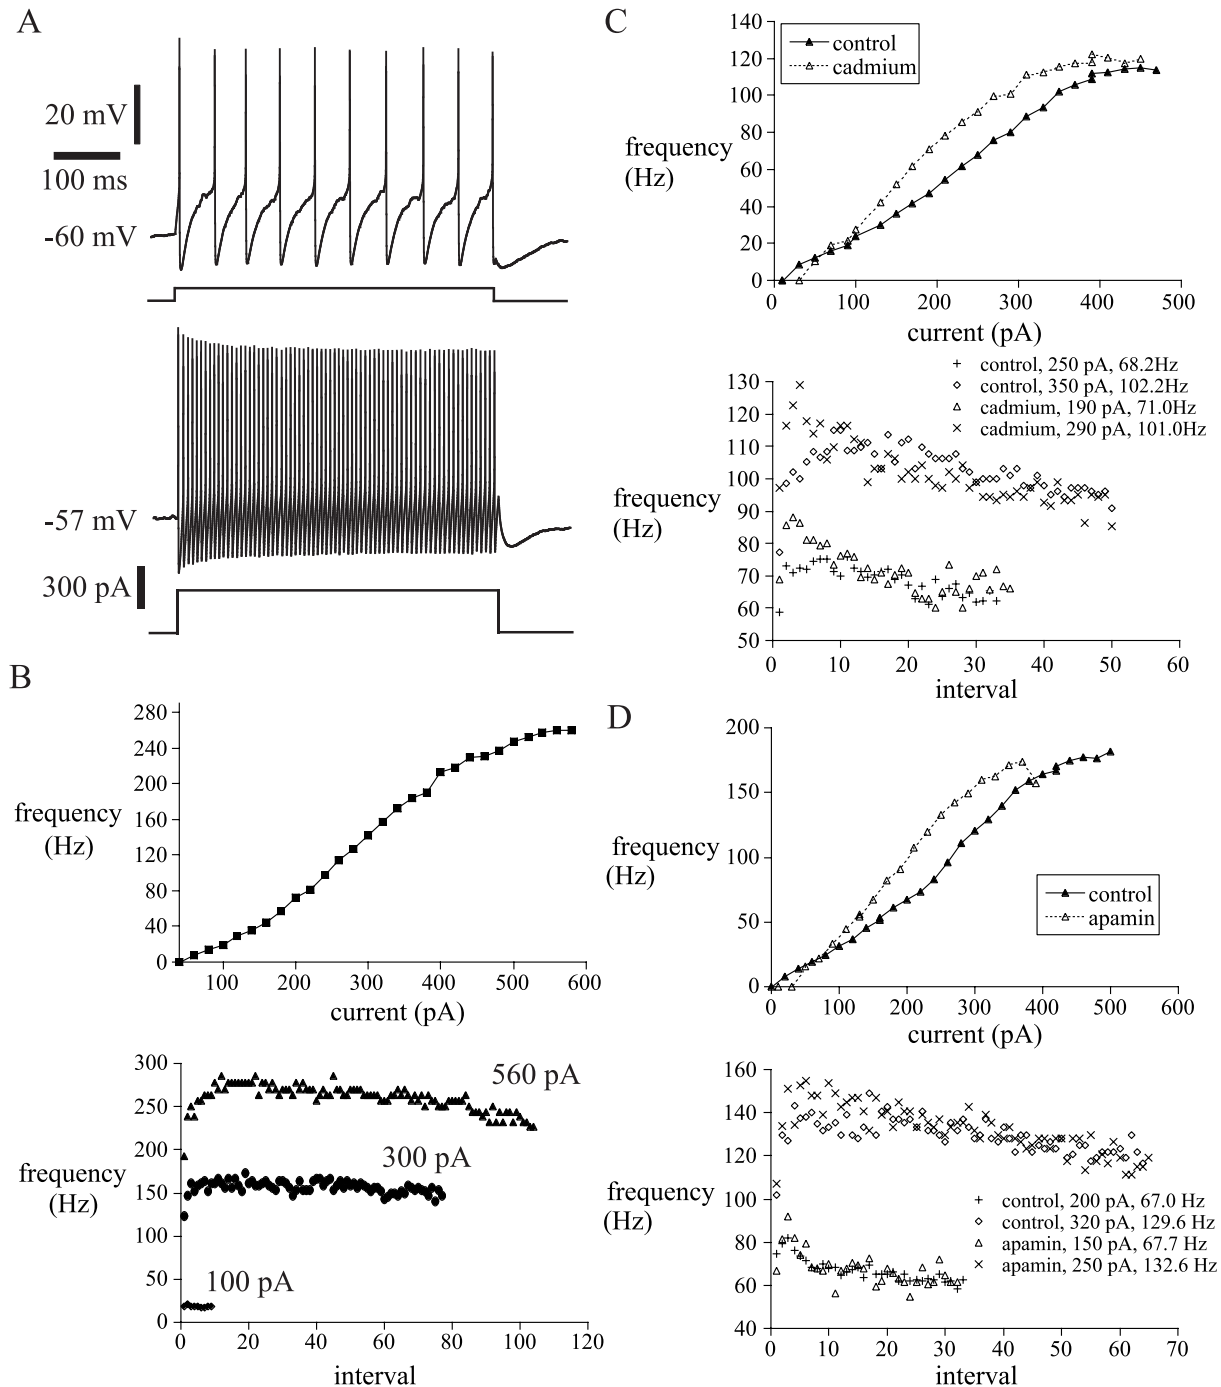 A
20 mV
100 ms
-60 mV
-57 mV
300 pA
B
280
240
200
160
120
80
40
0
frequency
(Hz)
100 200 300 400 500 600
current (pA)
300
250
200
150
100
50
0
frequency
(Hz)
560 pA
300 pA
100 pA
0 20 40 60 80 100 120
interval
C
140
120
100
80
60
40
20
0
frequency
(Hz)
control
cadmium
0 100 200 300 400 500
current (pA)
control, 250 pA, 68.2Hz
control, 350 pA, 102.2Hz
cadmium, 190 pA, 71.0Hz
cadmium, 290 pA, 101.0Hz
130
120
110
100
90
80
70
60
50
frequency
(Hz)
0 10 20 30 40 50 60
interval
D
200
150
100
50
0
frequency
(Hz)
control
apamin
0 100 200 300 400 500 600
current (pA)
160
140
120
100
80
60
40
frequency
(Hz)
control, 200 pA, 67.0 Hz
control, 320 pA, 129.6 Hz
apamin, 150 pA, 67.7 Hz
apamin, 250 pA, 132.6 Hz
0 10 20 30 40 50 60 70
interval